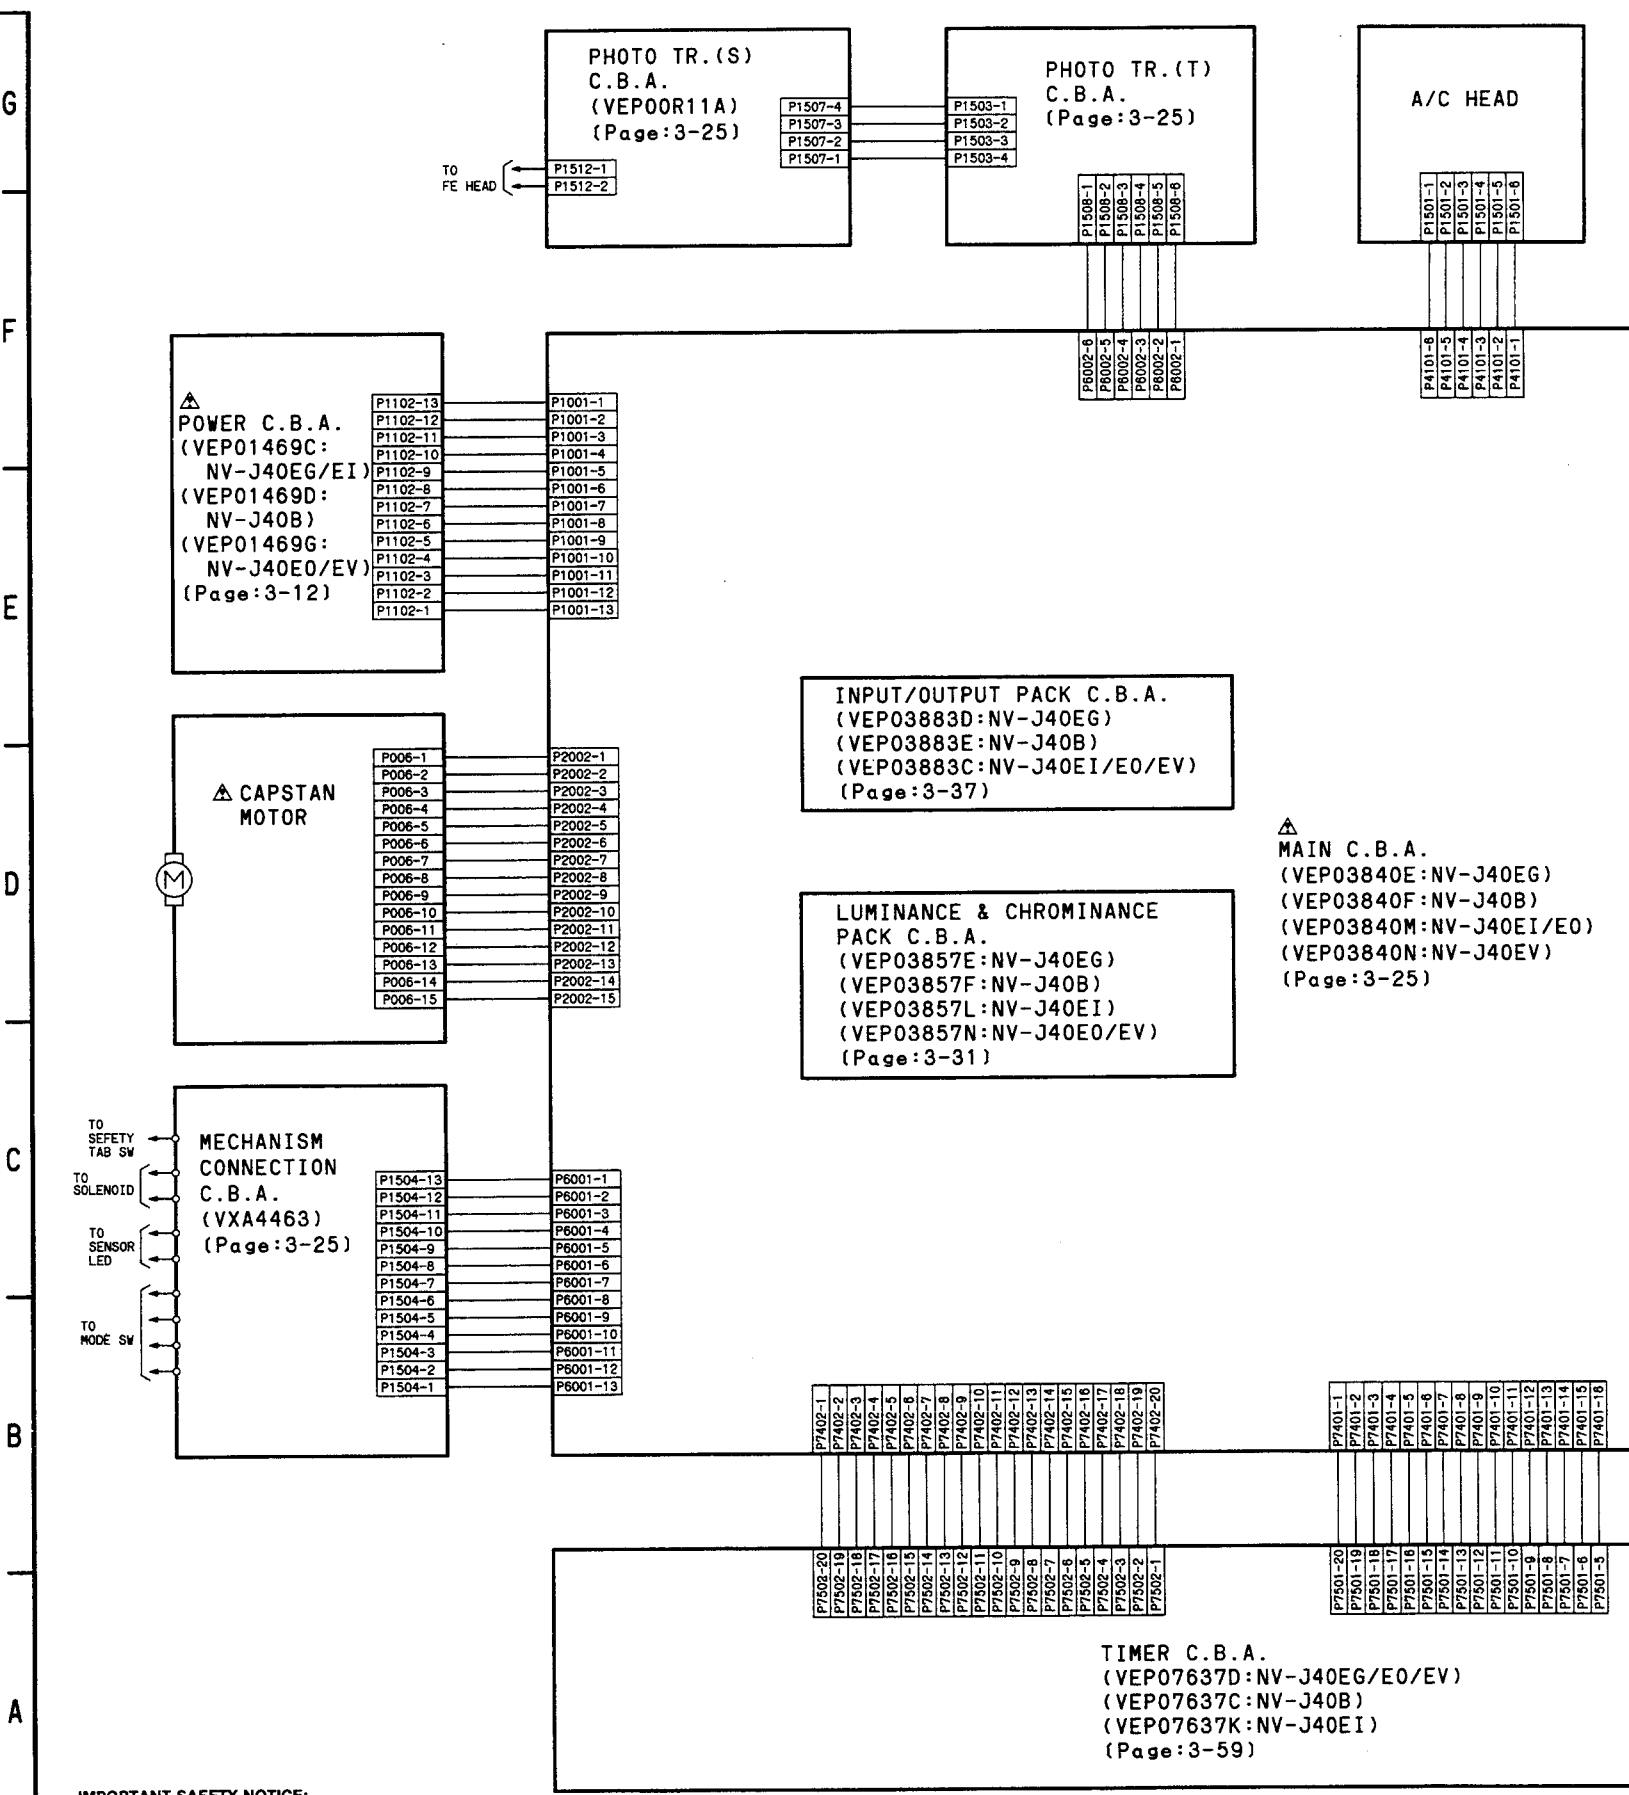 G
F
E
D
C
B
A
PHOTO TR.(S)
C.B.A.
(VEP00R11A)
(Page:3-25)
P1507-4
P1507-3
P1507-2
P1507-1
TO
FE HEAD
P1512-1
P1512-2
PHOTO TR.(T)
C.B.A.
(Page:3-25)
P1503-1
P1503-2
P1503-3
P1503-4
P1508-1
P1508-2
P1508-3
P1508-4
P1508-5
P1508-6
A/C HEAD
P1501-1
P1501-2
P1501-3
P1501-4
P1501-5
P1501-6
P6002-6
P6002-5
P6002-4
P6002-3
P6002-2
P6002-1
P4101-6
P4101-5
P4101-4
P4101-3
P4101-2
P4101-1
POWER C.B.A.
(VEP01469C:
NV-J40EG/EI)
(VEP01469D:
NV-J40B)
(VEP01469G:
NV-J40EO/EV)
(Page:3-12)
P1102-13
P1102-12
P1102-11
P1102-10
P1102-9
P1102-8
P1102-7
P1102-6
P1102-5
P1102-4
P1102-3
P1102-2
P1102-1
P1001-1
P1001-2
P1001-3
P1001-4
P1001-5
P1001-6
P1001-7
P1001-8
P1001-9
P1001-10
P1001-11
P1001-12
P1001-13
CAPSTAN
MOTOR
M
P006-1
P006-2
P006-3
P006-4
P006-5
P006-6
P006-7
P006-8
P006-9
P006-10
P006-11
P006-12
P006-13
P006-14
P006-15
P2002-1
P2002-2
P2002-3
P2002-4
P2002-5
P2002-6
P2002-7
P2002-8
P2002-9
P2002-10
P2002-11
P2002-12
P2002-13
P2002-14
P2002-15
INPUT/OUTPUT PACK C.B.A.
(VEP03883D:NV-J40EG)
(VEP03883E:NV-J40B)
(VEP03883C:NV-J40EI/EO/EV)
(Page:3-37)
LUMINANCE & CHROMINANCE
PACK C.B.A.
(VEP03857E:NV-J40EG)
(VEP03857F:NV-J40B)
(VEP03857L:NV-J40EI)
(VEP03857N:NV-J40EO/EV)
(Page:3-31)
MAIN C.B.A.
(VEP03840E:NV-J40EG)
(VEP03840F:NV-J40B)
(VEP03840M:NV-J40EI/EO)
(VEP03840N:NV-J40EV)
(Page:3-25)
TO
SEFETY
TAB SW
TO
SOLENOID
TO
SENSOR
LED
TO
MODE SW
MECHANISM
CONNECTION
C.B.A.
(VXA4463)
(Page:3-25)
P1504-13
P1504-12
P1504-11
P1504-10
P1504-9
P1504-8
P1504-7
P1504-6
P1504-5
P1504-4
P1504-3
P1504-2
P1504-1
P6001-1
P6001-2
P6001-3
P6001-4
P6001-5
P6001-6
P6001-7
P6001-8
P6001-9
P6001-10
P6001-11
P6001-12
P6001-13
P7402-1
P7402-2
P7402-3
P7402-4
P7402-5
P7402-6
P7402-7
P7402-8
P7402-9
P7402-10
P7402-11
P7402-12
P7402-13
P7402-14
P7402-15
P7402-16
P7402-17
P7402-18
P7402-19
P7402-20
P7401-1
P7401-2
P7401-3
P7401-4
P7401-5
P7401-6
P7401-7
P7401-8
P7401-9
P7401-10
P7401-11
P7401-12
P7401-13
P7401-14
P7401-15
P7502-20
P7502-19
P7502-18
P7502-17
P7502-16
P7502-15
P7502-14
P7502-13
P7502-12
P7502-11
P7502-10
P7502-9
P7502-8
P7502-7
P7502-6
P7502-5
P7502-4
P7502-3
P7502-2
P7502-1
P7501-20
P7501-19
P7501-18
P7501-17
P7501-16
P7501-15
P7501-14
P7501-13
P7501-12
P7501-11
P7501-10
P7501-9
P7501-8
P7501-7
P7501-6
P7501-5
TIMER C.B.A.
(VEP07637D:NV-J40EG/EO/EV)
(VEP07637C:NV-J40B)
(VEP07637K:NV-J40EI)
(Page:3-59)
IMPORTANT SAFETY NOTICE: